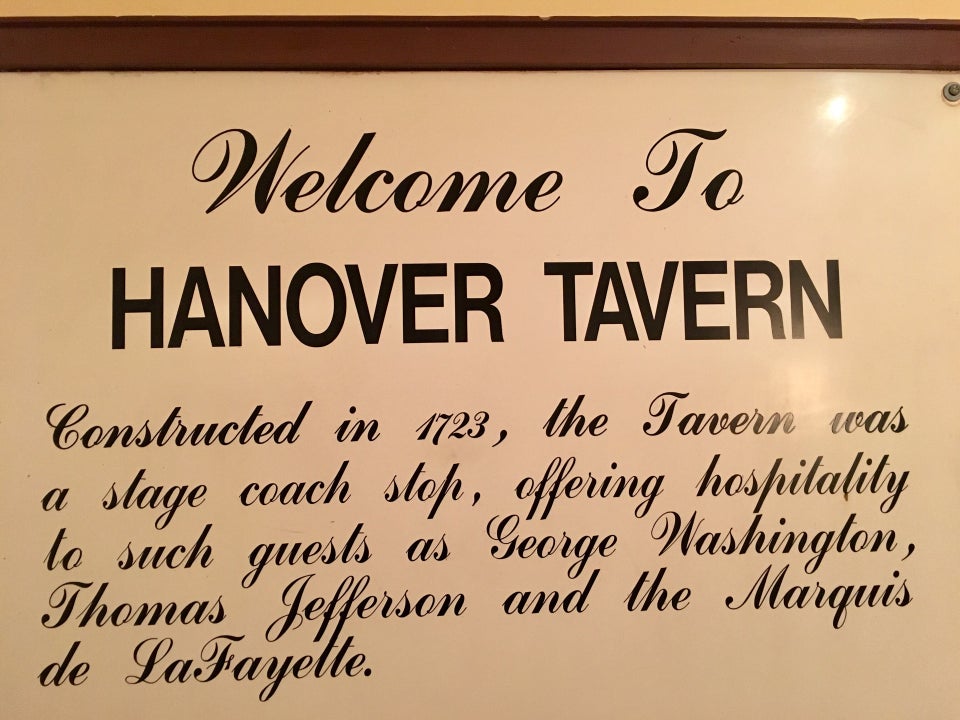 Welcome To
HANOVER TAVERN
Constructed in 1723, the Tavern was
a stage coach stop, offering hospitality
to such guests as George Washington,
Thomas Jefferson and the Marquis
de LaFayette.